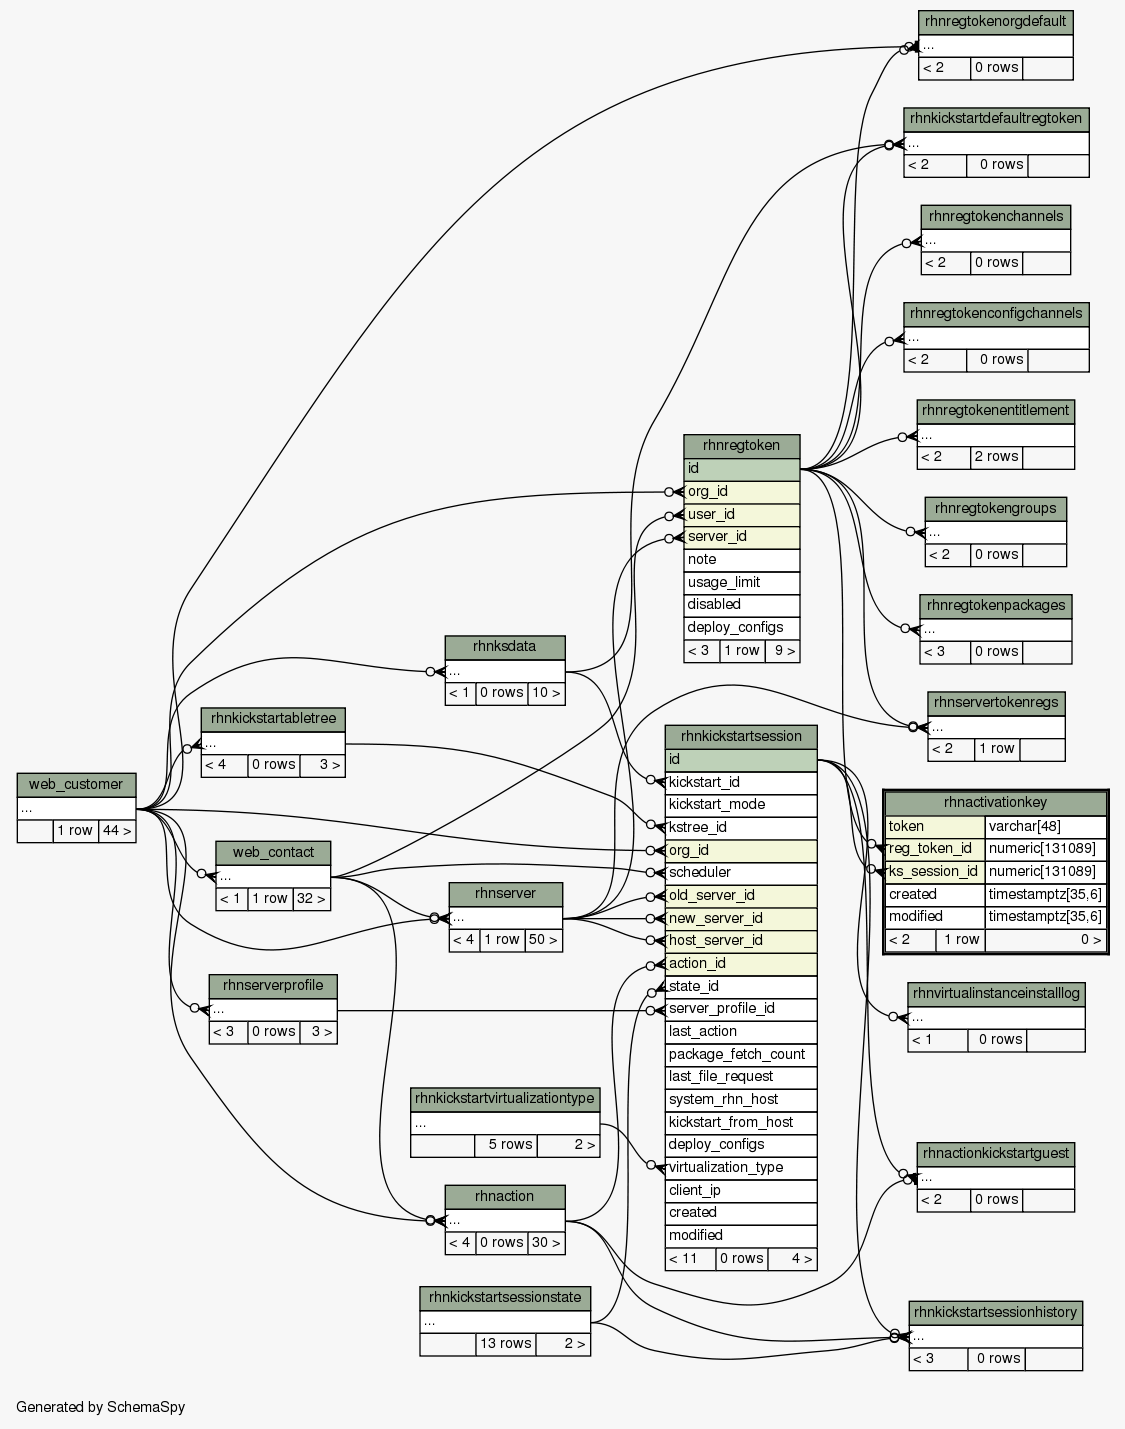 rhnregtokenorgdefault
...
< 2 0 rows
rhnkickstartdefaultregtoken
...
< 2 0 rows
rhnregtokenchannels
...
< 2 0 rows
rhnregtokenconfigchannels
...
< 2 0 rows
rhnregtokenentitlement
...
< 2 2 rows
rhnregtokengroups
...
< 2 0 rows
rhnregtokenpackages
...
< 3 0 rows
rhnservertokenregs
...
< 2 1 row
rhnregtoken
id
org_id
user_id
server_id
note
usage_limit
disabled
deploy_configs
< 3 1 row 9 >
rhnksdata
...
< 1 0 rows 10 >
rhnkickstartabletree
...
< 4 0 rows 3 >
web_customer
...
1 row 44 >
web_contact
...
< 1 1 row 32 >
rhnserver
...
< 4 1 row 50 >
rhnserverprofile
...
< 3 0 rows 3 >
rhnkickstartvirtualizationtype
...
5 rows 2 >
rhnaction
...
< 4 0 rows 30 >
rhnkickstartsessionstate
...
13 rows 2 >
rhnkickstartsession
id
kickstart_id
kickstart_mode
kstree_id
org_id
scheduler
old_server_id
new_server_id
host_server_id
action_id
state_id
server_profile_id
last_action
package_fetch_count
last_file_request
system_rhn_host
kickstart_from_host
deploy_configs
virtualization_type
client_ip
created
modified
< 11 0 rows 4 >
rhnactivationkey
token varchar[48]
reg_token_id numeric[131089]
ks_session_id numeric[131089]
created timestamptz[35,6]
modified timestamptz[35,6]
< 2 1 row 0 >
rhnvirtualinstanceinstalllog
...
< 1 0 rows
rhnactionkickstartguest
...
< 2 0 rows
rhnkickstartsessionhistory
...
< 3 0 rows
Generated by SchemaSpy